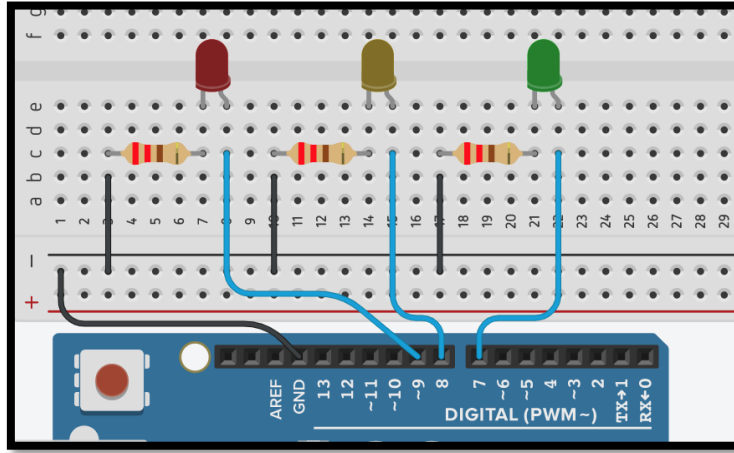 g
f
e
d
c
b
a
1 2 3 4 5 6 7 8 9 10 11 12 13 14 15 16 17 18 19 20 21 22 23 24 25 26 27 28 29
−
+
AREF GND 13 12 ~11 ~10 ~9 8 7 ~6 ~5 4 ~3 2 TX→1 RX←0
DIGITAL (PWM~)